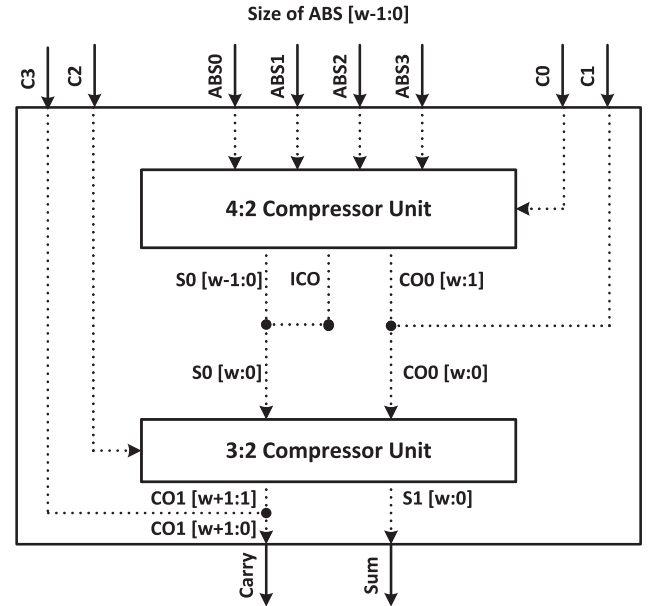 Size of ABS [w-1:0]
C3
C2
ABS0
ABS1
ABS2
ABS3
C0
C1
4:2 Compressor Unit
S0 [w-1:0]
ICO
CO0 [w:1]
S0 [w:0]
CO0 [w:0]
3:2 Compressor Unit
CO1 [w+1:1]
S1 [w:0]
CO1 [w+1:0]
Carry
Sum